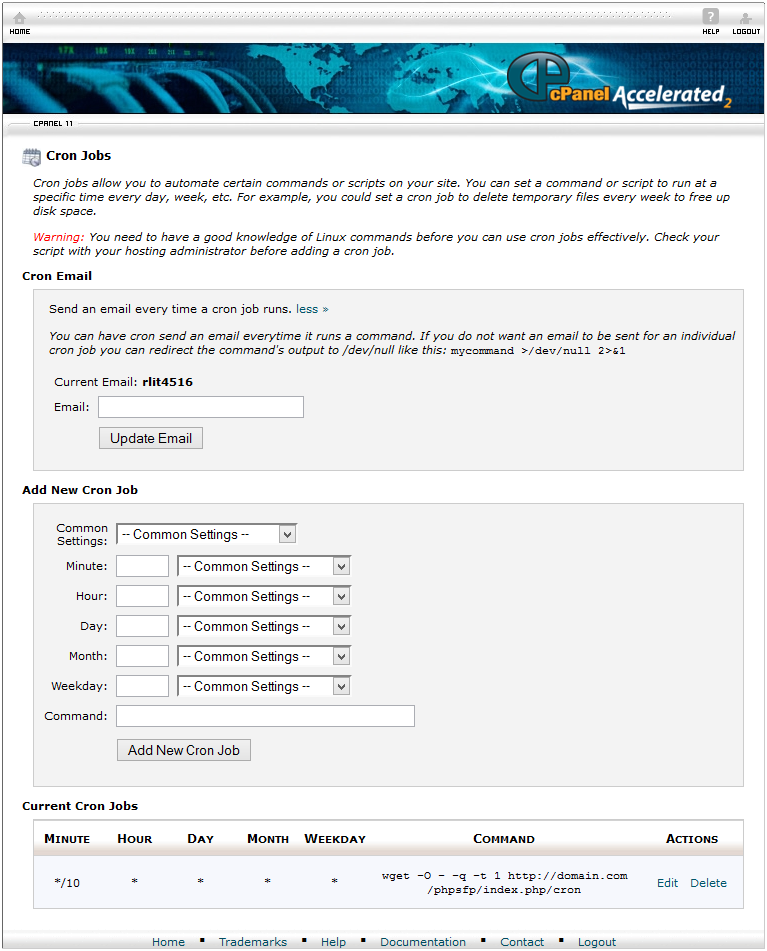 HOME
HELP
LOGOUT
17X
18X
cPanel Accelerated2
CPANEL 11
Cron Jobs
Cron jobs allow you to automate certain commands or scripts on your site. You can set a command or script to run at a
specific time every day, week, etc. For example, you could set a cron job to delete temporary files every week to free up
disk space.
Warning: You need to have a good knowledge of Linux commands before you can use cron jobs effectively. Check your
script with your hosting administrator before adding a cron job.
Cron Email
Send an email every time a cron job runs. less »
You can have cron send an email everytime it runs a command. If you do not want an email to be sent for an individual
cron job you can redirect the command's output to /dev/null like this: mycommand >/dev/null 2>&1
Current Email: rlit4516
Email:
Update Email
Add New Cron Job
Common
Settings:
-- Common Settings --
Minute: -- Common Settings --
Hour: -- Common Settings --
Day: -- Common Settings --
Month: -- Common Settings --
Weekday: -- Common Settings --
Command:
Add New Cron Job
Current Cron Jobs
MINUTE HOUR DAY MONTH WEEKDAY COMMAND ACTIONS
*/10 * * * * wget -O - -q -t 1 http://domain.com
/phpsfp/index.php/cron
Edit Delete
Home ▪ Trademarks ▪ Help ▪ Documentation ▪ Contact ▪ Logout